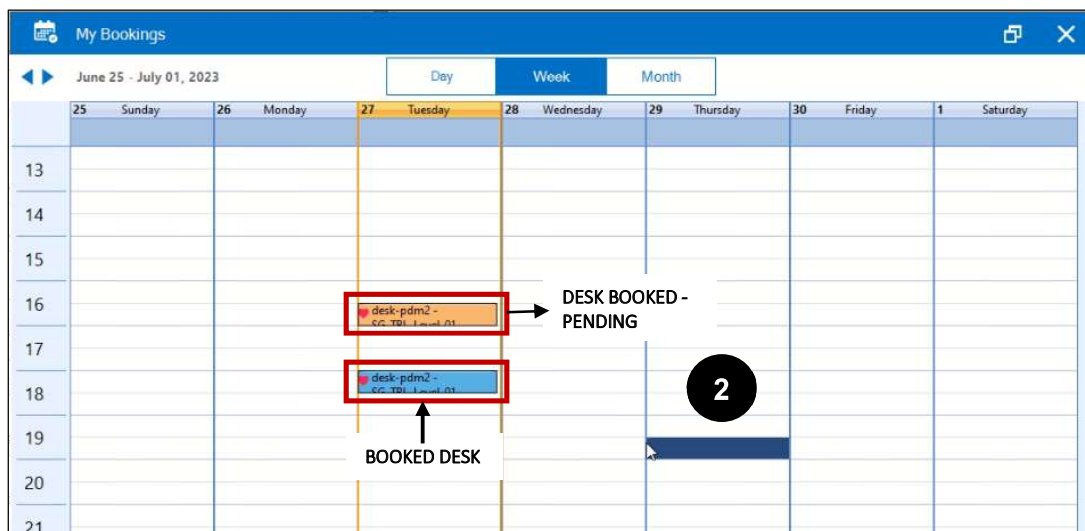 My Bookings
June 25 - July 01, 2023
Day Week Month
25 Sunday 26 Monday 27 Tuesday 28 Wednesday 29 Thursday 30 Friday 1 Saturday
13
14
15
16
desk-pdm2 -
DESK BOOKED -
PENDING
17
desk-pdm2 -
18
2
19
BOOKED DESK
20
21